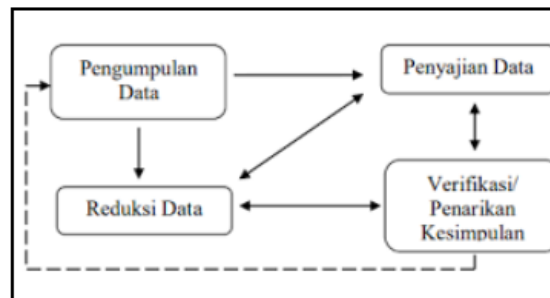 Pengumpulan
Data
Penyajian Data
Reduksi Data
Verifikasi/
Penarikan
Kesimpulan